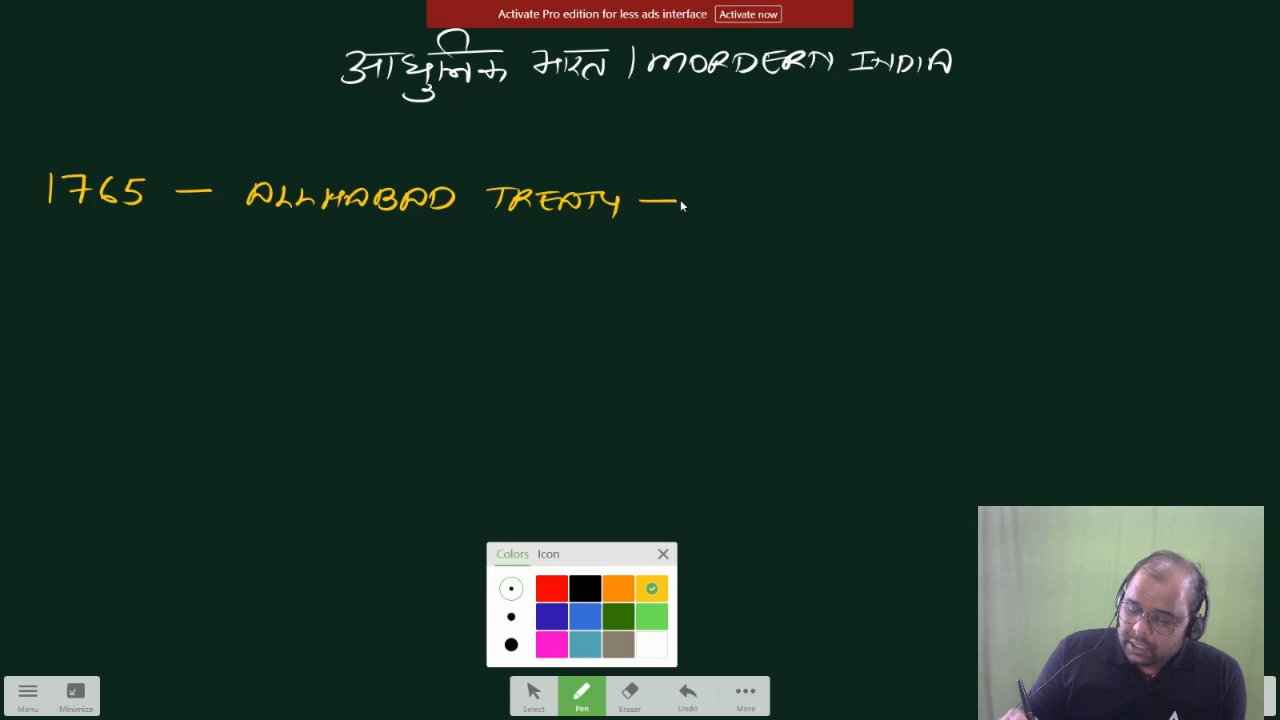 Activate Pro edition for less ads interface Activate now
आधुनिक भारत / MORDERN INDIA
1765 — ALLHABAD TREATY —
Colors Icon
Menu Minimize Select Pen Eraser Undo More